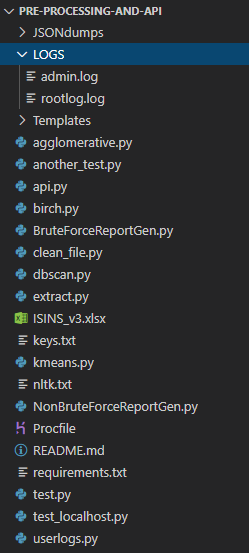 PRE-PROCESSING-AND-API
JSONdumps
LOGS
admin.log
rootlog.log
Templates
agglomerative.py
another_test.py
api.py
birch.py
BruteForceReportGen.py
clean_file.py
dbscan.py
extract.py
ISINS_v3.xlsx
keys.txt
kmeans.py
nltk.txt
NonBruteForceReportGen.py
Procfile
README.md
requirements.txt
test.py
test_localhost.py
userlogs.py